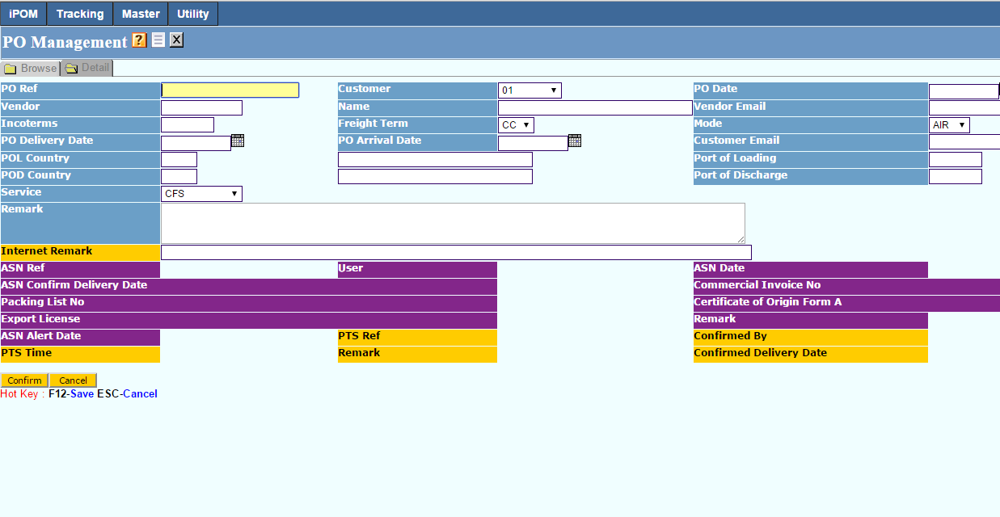 iPOM Tracking Master Utility
PO Management ? X
Browse Detail
PO Ref Customer 01 PO Date
Vendor Name Vendor Email
Incoterms Freight Term CC Mode AIR
PO Delivery Date PO Arrival Date Customer Email
POL Country Port of Loading
POD Country Port of Discharge
Service CFS
Remark
Internet Remark
ASN Ref User ASN Date
ASN Confirm Delivery Date Commercial Invoice No
Packing List No Certificate of Origin Form A
Export License Remark
ASN Alert Date PTS Ref Confirmed By
PTS Time Remark Confirmed Delivery Date
Confirm Cancel
Hot Key : F12-Save ESC-Cancel